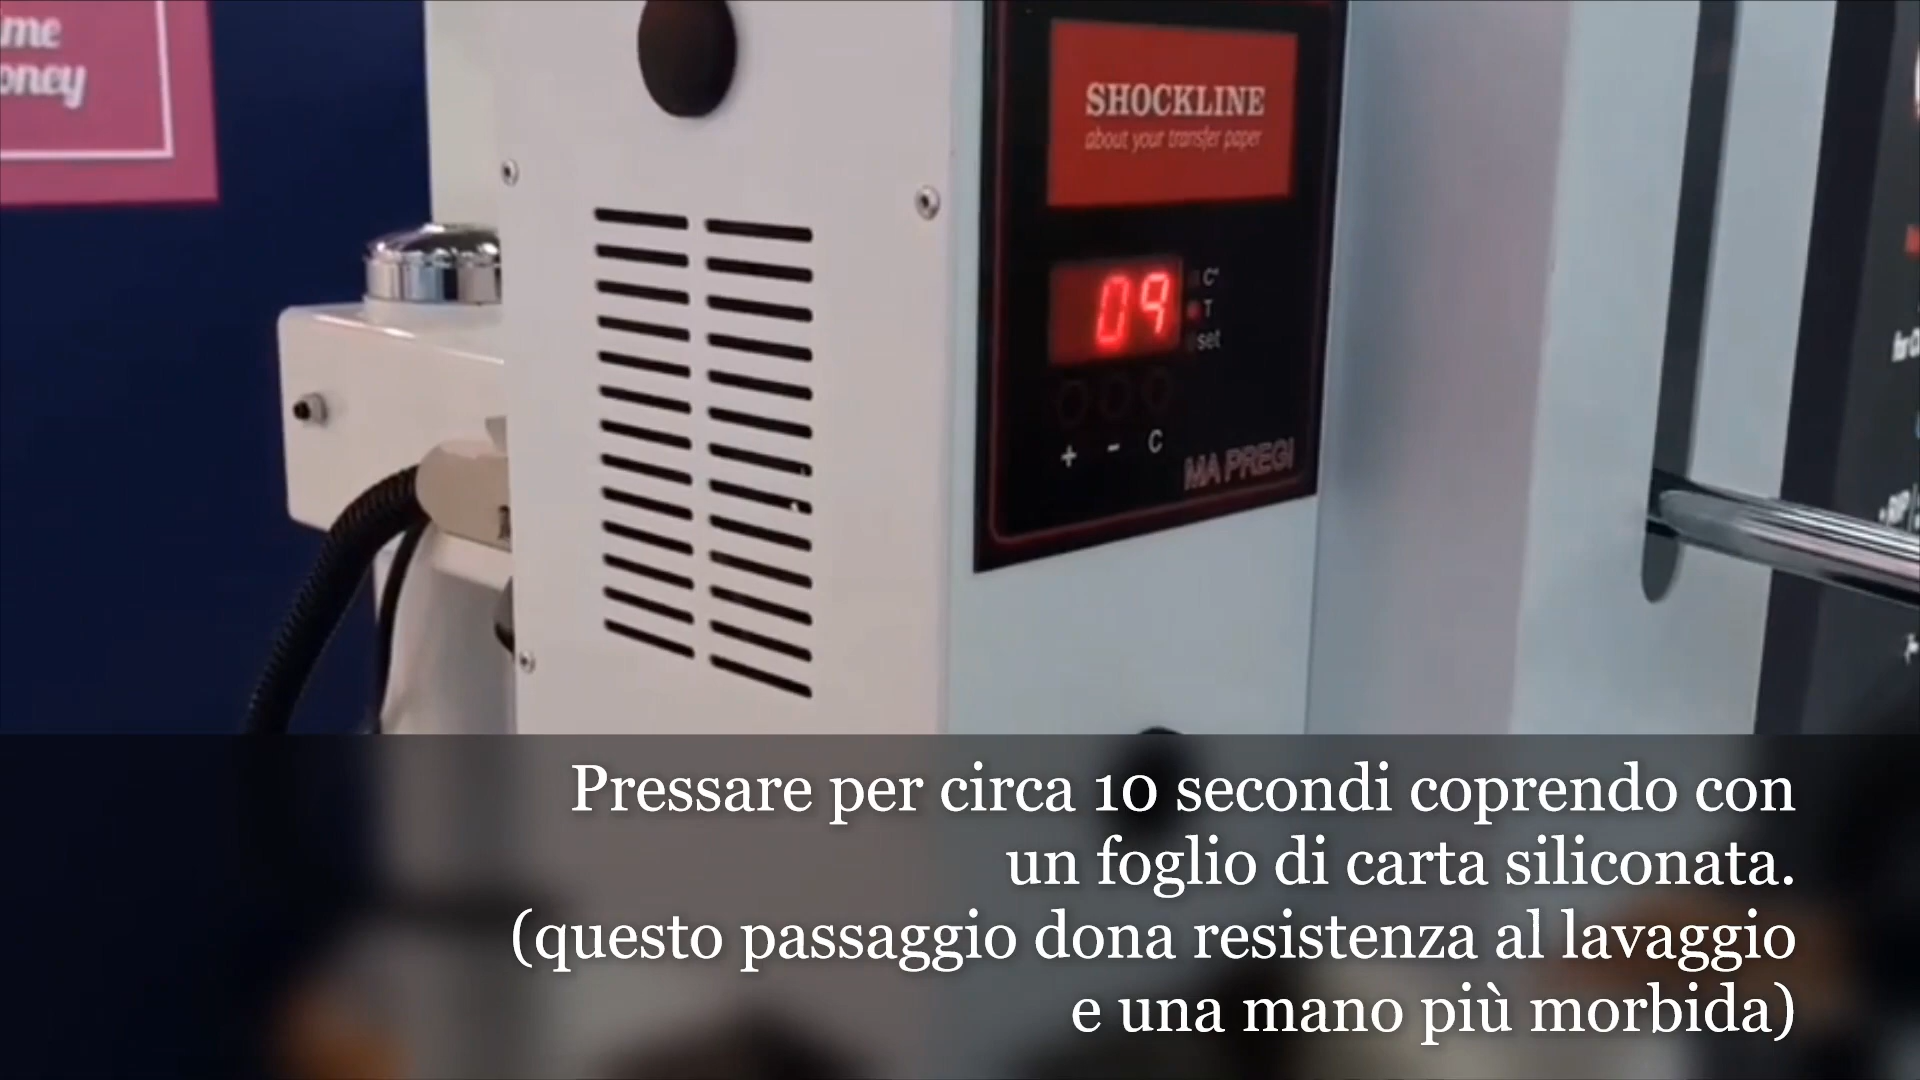 me
oney
SHOCKLINE
about your transfer paper
09
C°
T
set
+ - C
MA PREGI
Pressare per circa 10 secondi coprendo con
un foglio di carta siliconata.
(questo passaggio dona resistenza al lavaggio
e una mano più morbida)